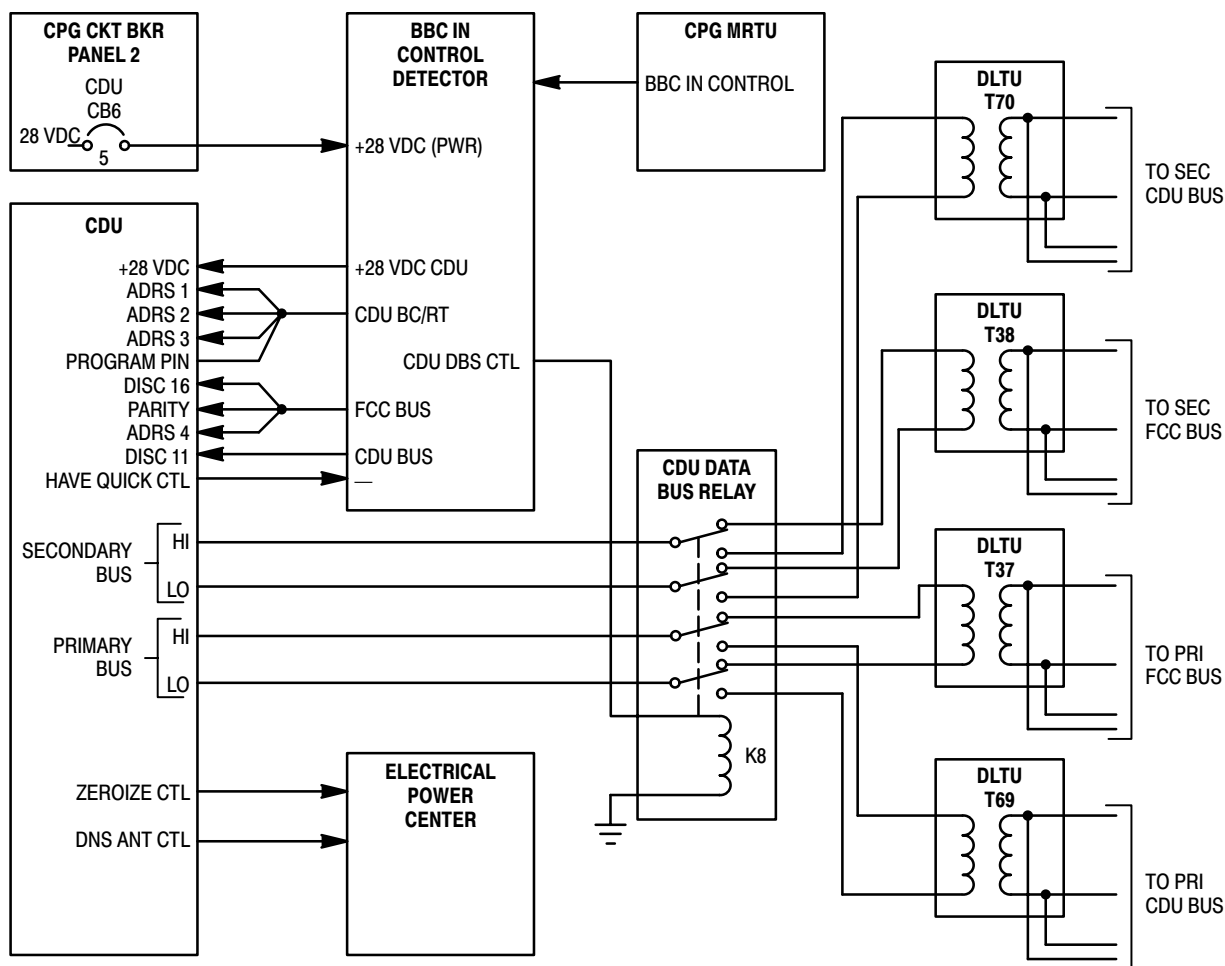 CPG CKT BKR
PANEL 2
CDU
CB6
28 VDC
5
BBC IN
CONTROL
DETECTOR
+28 VDC (PWR)
+28 VDC CDU
CDU BC/RT
CDU DBS CTL
FCC BUS
CDU BUS
—
CPG MRTU
BBC IN CONTROL
CDU
+28 VDC
ADRS 1
ADRS 2
ADRS 3
PROGRAM PIN
DISC 16
PARITY
ADRS 4
DISC 11
HAVE QUICK CTL
SECONDARY
BUS
HI
LO
PRIMARY
BUS
HI
LO
ZEROIZE CTL
DNS ANT CTL
ELECTRICAL
POWER
CENTER
CDU DATA
BUS RELAY
K8
DLTU
T70
TO SEC
CDU BUS
DLTU
T38
TO SEC
FCC BUS
DLTU
T37
TO PRI
FCC BUS
DLTU
T69
TO PRI
CDU BUS